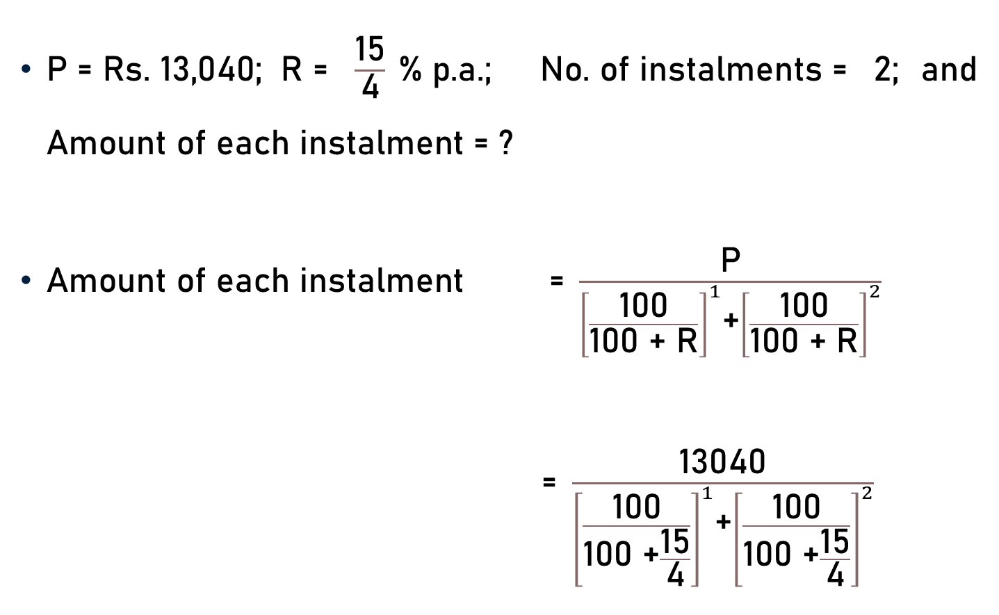 • P = Rs. 13,040; R = 15/4 % p.a.; No. of instalments = 2; and
Amount of each instalment = ?
• Amount of each instalment = P / ([100 / (100 + R)]¹ + [100 / (100 + R)]²)
= 13040 / ([100 / (100 + 15/4)]¹ + [100 / (100 + 15/4)]²)